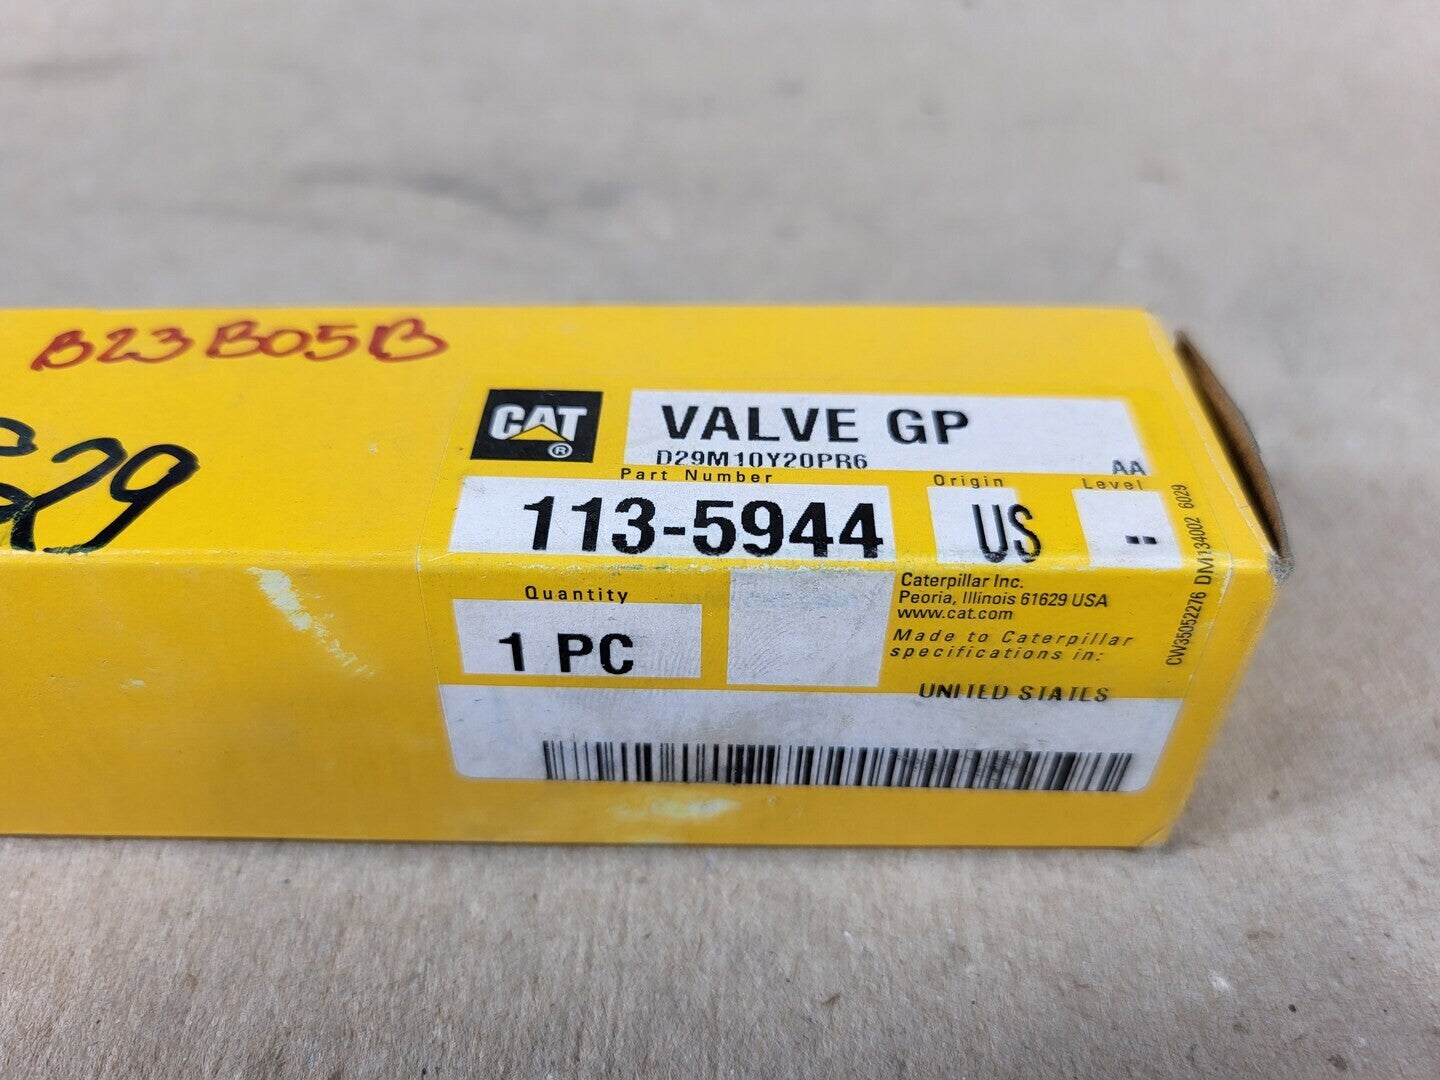 B23B05B
CAT ®
VALVE GP
D29M10Y20PR6
AA
Part Number
Origin
Level
113-5944
US
--
Quantity
1 PC
Caterpillar Inc.
Peoria, Illinois 61629 USA
www.cat.com
Made to Caterpillar
specifications in:
UNITED STATES
CW35052276 DM134002 6029
29